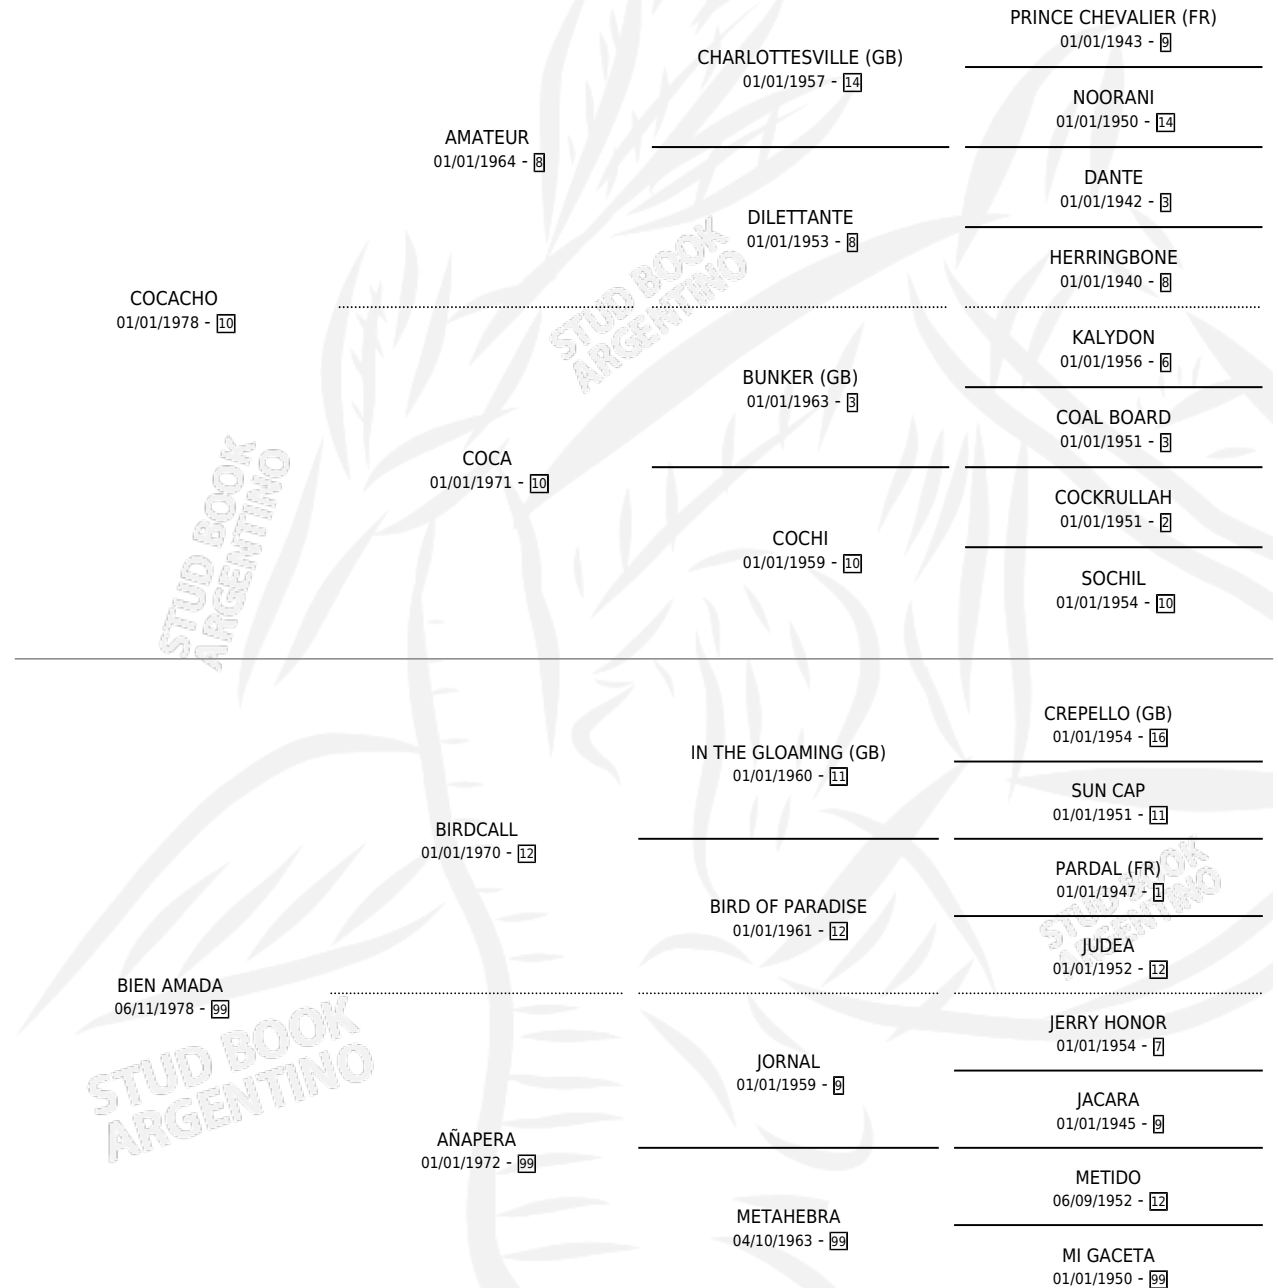 PRINCE CHEVALIER (FR)
01/01/1943 - 9
CHARLOTTESVILLE (GB)
01/01/1957 - 14
NOORANI
01/01/1950 - 14
AMATEUR
01/01/1964 - 8
DANTE
01/01/1942 - 3
DILETTANTE
01/01/1953 - 8
HERRINGBONE
01/01/1940 - 8
COCACHO
01/01/1978 - 10
STUD BOOK
ARGENTINO
KALYDON
01/01/1956 - 6
BUNKER (GB)
01/01/1963 - 3
COAL BOARD
01/01/1951 - 3
COCA
01/01/1971 - 10
COCKRULLAH
01/01/1951 - 2
COCHI
01/01/1959 - 10
SOCHIL
01/01/1954 - 10
STUD BOOK
ARGENTINO
CREPELLO (GB)
01/01/1954 - 16
IN THE GLOAMING (GB)
01/01/1960 - 11
SUN CAP
01/01/1951 - 11
BIRDCALL
01/01/1970 - 12
PARDAL (FR)
01/01/1947 - 1
BIRD OF PARADISE
01/01/1961 - 12
STUD BOOK
ARGENTINO
JUDEA
01/01/1952 - 12
BIEN AMADA
06/11/1978 - 99
STUD BOOK
ARGENTINO
JERRY HONOR
01/01/1954 - 7
JORNAL
01/01/1959 - 9
JACARA
01/01/1945 - 9
AÑAPERA
01/01/1972 - 99
METIDO
06/09/1952 - 12
METAHEBRA
04/10/1963 - 99
MI GACETA
01/01/1950 - 99